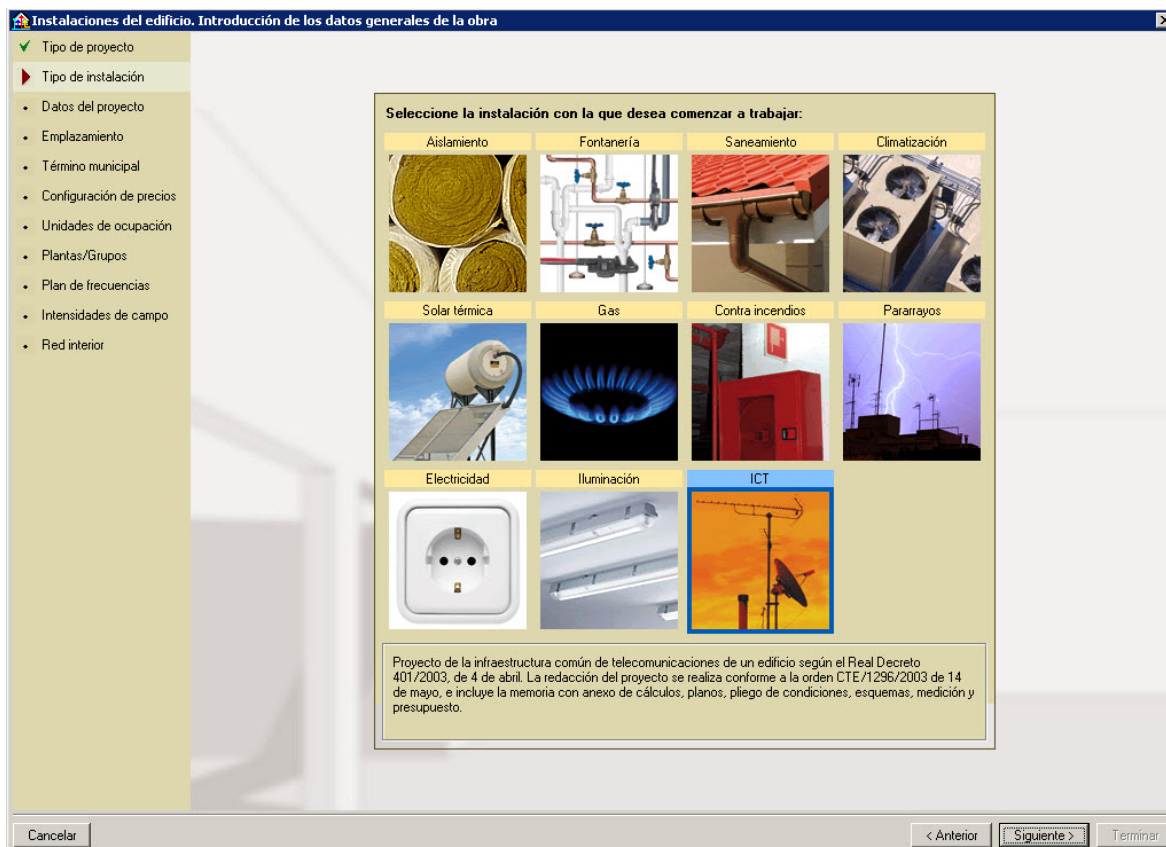 Instalaciones del edificio. Introducción de los datos generales de la obra
Tipo de proyecto
Tipo de instalación
Datos del proyecto
Emplazamiento
Término municipal
Configuración de precios
Unidades de ocupación
Plantas/Grupos
Plan de frecuencias
Intensidades de campo
Red interior
Seleccione la instalación con la que desea comenzar a trabajar:
Aislamiento
Fontanería
Saneamiento
Climatización
Solar térmica
Gas
Contra incendios
Pararrayos
Electricidad
Iluminación
ICT
Proyecto de la infraestructura común de telecomunicaciones de un edificio según el Real Decreto
401/2003, de 4 de abril. La redacción del proyecto se realiza conforme a la orden CTE/1296/2003 de 14
de mayo, e incluye la memoria con anexo de cálculos, planos, pliego de condiciones, esquemas, medición y
presupuesto.
Cancelar
< Anterior
Siguiente >
Terminar